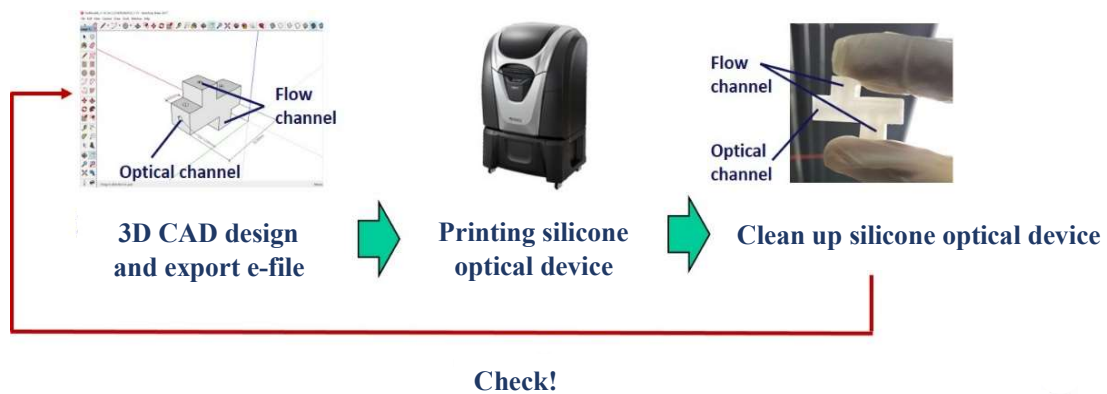 Flow
channel
Optical channel
Flow
channel
Optical
channel
3D CAD design
and export e-file
Printing silicone
optical device
Clean up silicone optical device
Check!